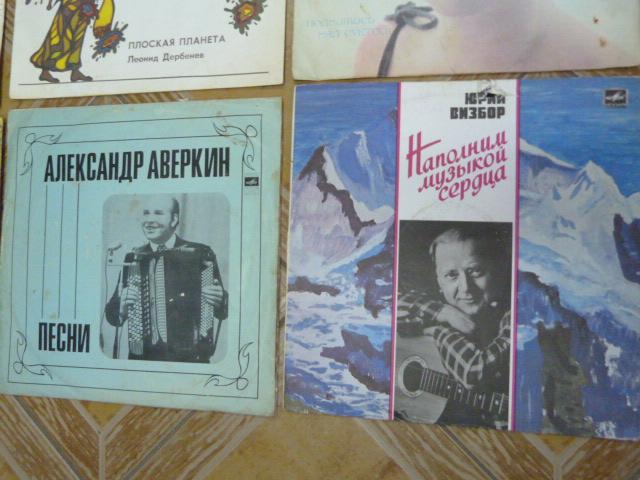 ПЛОСКАЯ ПЛАНЕТА
Леонид Дербенев
АЛЕКСАНДР АВЕРКИН
ПЕСНИ
ЮРИЙ
ВИЗБОР
Наполним
музыкой
сердца